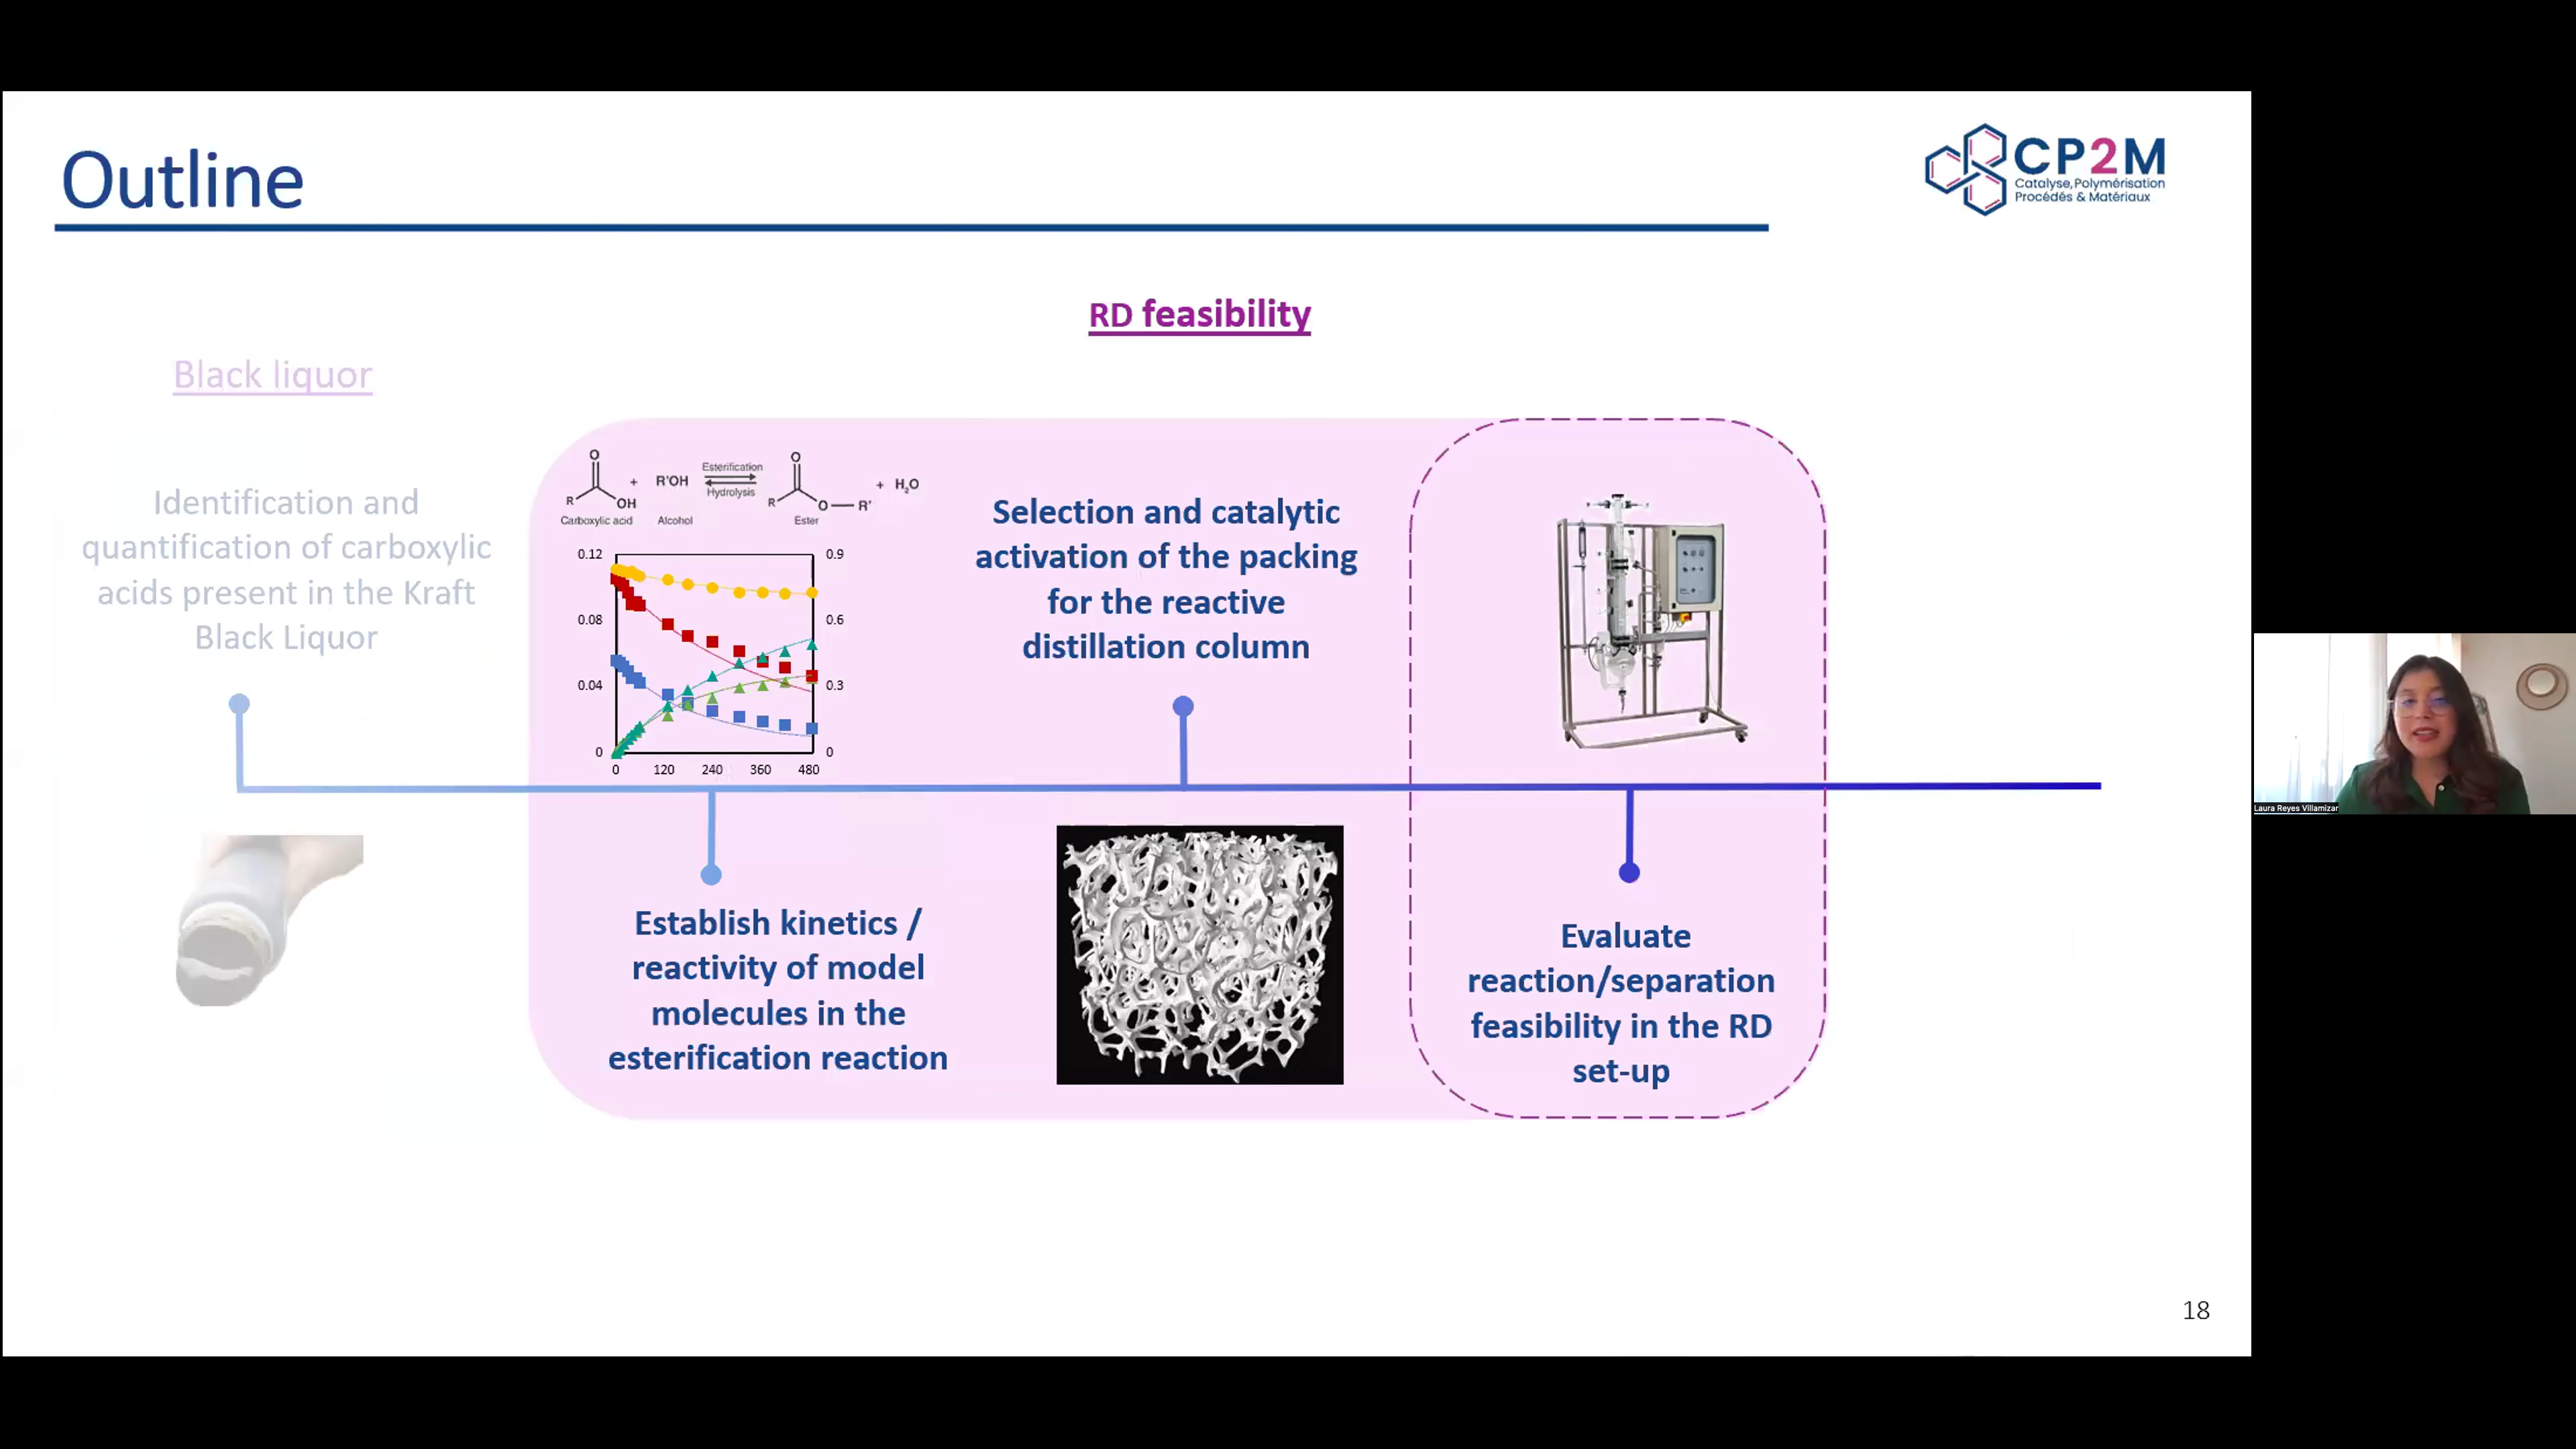 Outline
CP2M
Catalyse, Polymérisation
Procédés & Matériaux
RD feasibility
Black liquor
Identification and
quantification of carboxylic
acids present in the Kraft
Black Liquor
O
R
OH
+
R'OH
Esterification
Hydrolysis
O
R
O
R'
+ H₂O
Carboxylic acid
Alcohol
Ester
0.12
0.08
0.04
0
0.9
0.6
0.3
0
0 120 240 360 480
Establish kinetics /
reactivity of model
molecules in the
esterification reaction
Selection and catalytic
activation of the packing
for the reactive
distillation column
Evaluate
reaction/separation
feasibility in the RD
set-up
18
Laura Reyes Villamizar